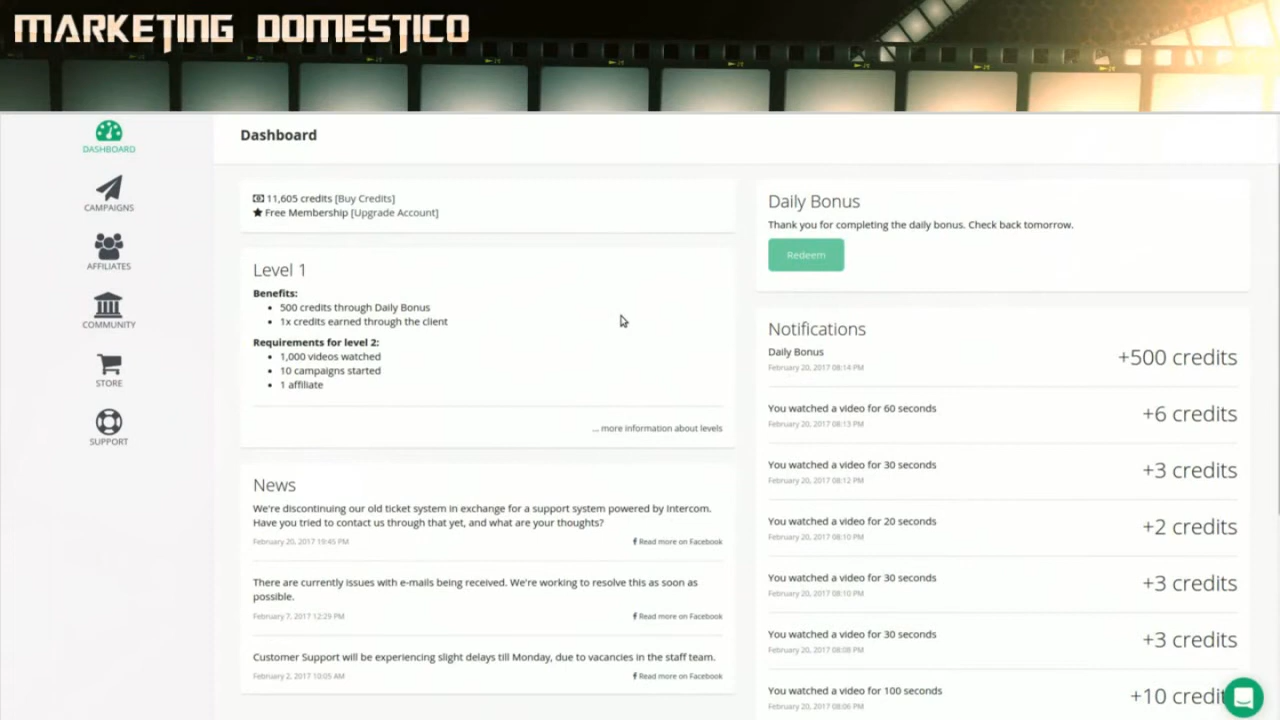 MARKETING DOMESTICO
DASHBOARD
CAMPAIGNS
AFFILIATES
COMMUNITY
STORE
SUPPORT
Dashboard
11,605 credits [Buy Credits]
Free Membership [Upgrade Account]
Level 1
Benefits:
500 credits through Daily Bonus
1x credits earned through the client
Requirements for level 2:
1,000 videos watched
10 campaigns started
1 affiliate
... more information about levels
News
We're discontinuing our old ticket system in exchange for a support system powered by Intercom.
Have you tried to contact us through that yet, and what are your thoughts?
February 20, 2017 19:45 PM
Read more on Facebook
There are currently issues with e-mails being received. We're working to resolve this as soon as
possible.
February 7, 2017 12:29 PM
Read more on Facebook
Customer Support will be experiencing slight delays till Monday, due to vacancies in the staff team.
February 2, 2017 10:05 AM
Read more on Facebook
Daily Bonus
Thank you for completing the daily bonus. Check back tomorrow.
Redeem
Notifications
Daily Bonus
+500 credits
February 20, 2017 08:14 PM
You watched a video for 60 seconds
+6 credits
February 20, 2017 08:13 PM
You watched a video for 30 seconds
+3 credits
February 20, 2017 08:12 PM
You watched a video for 20 seconds
+2 credits
February 20, 2017 08:10 PM
You watched a video for 30 seconds
+3 credits
February 20, 2017 08:10 PM
You watched a video for 30 seconds
+3 credits
February 20, 2017 08:08 PM
You watched a video for 100 seconds
+10 credit
February 20, 2017 08:06 PM